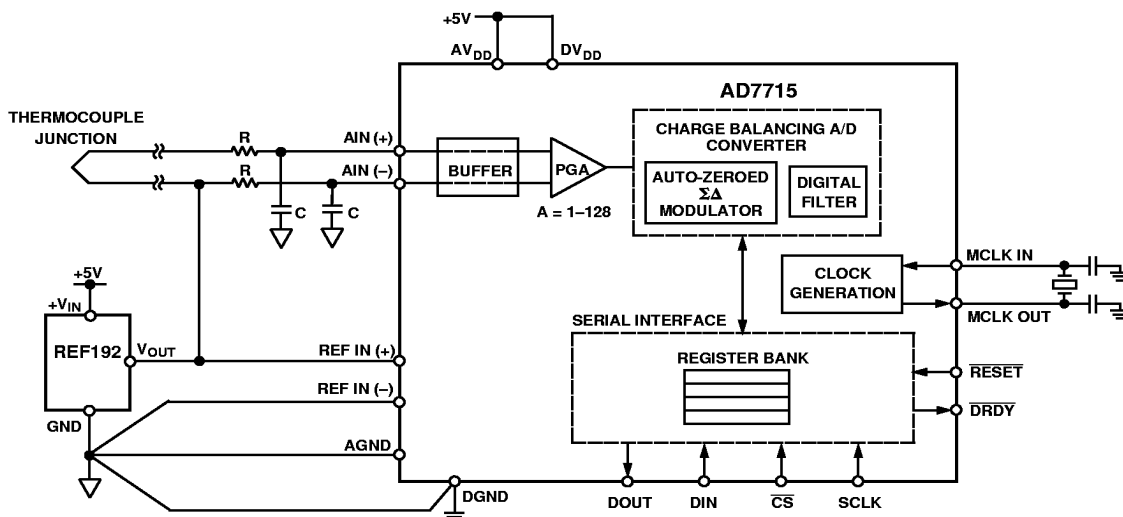 +5V
AVDD
DVDD
AD7715
THERMOCOUPLE
JUNCTION
R
AIN (+)
R
AIN (–)
C
C
BUFFER
PGA
A = 1–128
CHARGE BALANCING A/D
CONVERTER
AUTO-ZEROED
ΣΔ
MODULATOR
DIGITAL
FILTER
CLOCK
GENERATION
MCLK IN
MCLK OUT
+5V
+VIN
REF192
VOUT
GND
REF IN (+)
REF IN (–)
AGND
DGND
SERIAL INTERFACE
REGISTER BANK
RESET
DRDY
DOUT
DIN
CS
SCLK